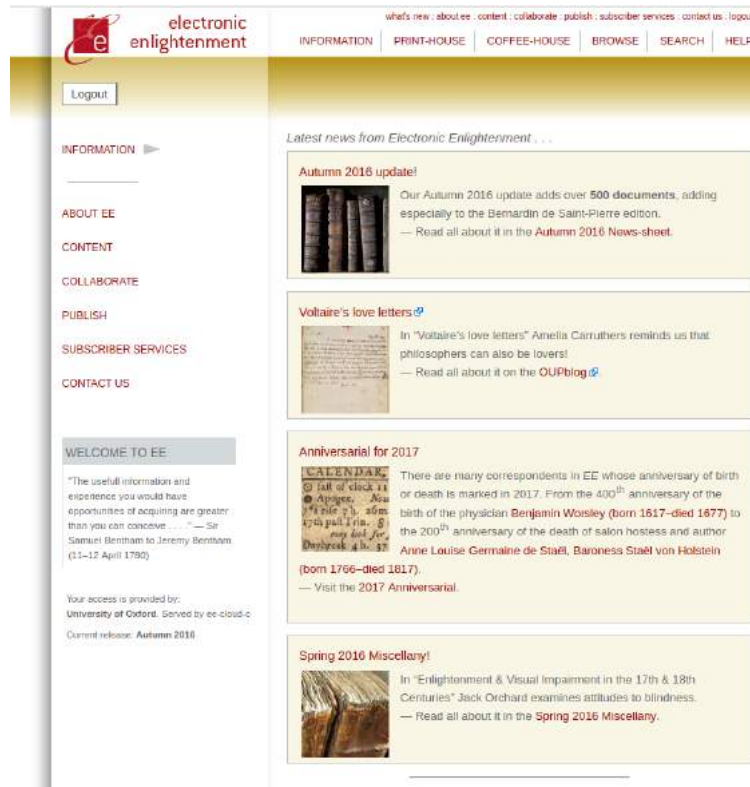 what's new : about ee : content : collaborate : publish : subscriber services : contact us :
electronic
enlightenment
INFORMATION PRINT-HOUSE COFFEE-HOUSE BROWSE SEARCH HELP
Logout
INFORMATION
ABOUT EE
CONTENT
COLLABORATE
PUBLISH
SUBSCRIBER SERVICES
CONTACT US
WELCOME TO EE
"The usefull information and
experience you would have
opportunities of acquiring are greater
than you can conceive . . . ." — Sir
Samuel Bentham to Jeremy Bentham.
(11–12 April 1780)
Your access is provided by:
University of Oxford. Served by ee-cloud-c
Current release: Autumn 2016
Latest news from Electronic Enlightenment . . .
Autumn 2016 update!
Our Autumn 2016 update adds over 500 documents, adding
especially to the Bernardin de Saint-Pierre edition.
— Read all about it in the Autumn 2016 News-sheet.
Voltaire's love letters
In "Voltaire's love letters" Amelia Carruthers reminds us that
philosophers can also be lovers!
— Read all about it on the OUPblog
Anniversarial for 2017
CALENDAR,
There are many correspondents in EE whose anniversary of birth
or death is marked in 2017. From the 400th anniversary of the
birth of the physician Benjamin Worsley (born 1617–died 1677) to
the 200th anniversary of the death of salon hostess and author
Anne Louise Germaine de Staël, Baroness Staël von Holstein
(born 1766–died 1817).
— Visit the 2017 Anniversarial.
Spring 2016 Miscellany!
In "Enlightenment & Visual Impairment in the 17th & 18th
Centuries" Jack Orchard examines attitudes to blindness.
— Read all about it in the Spring 2016 Miscellany.